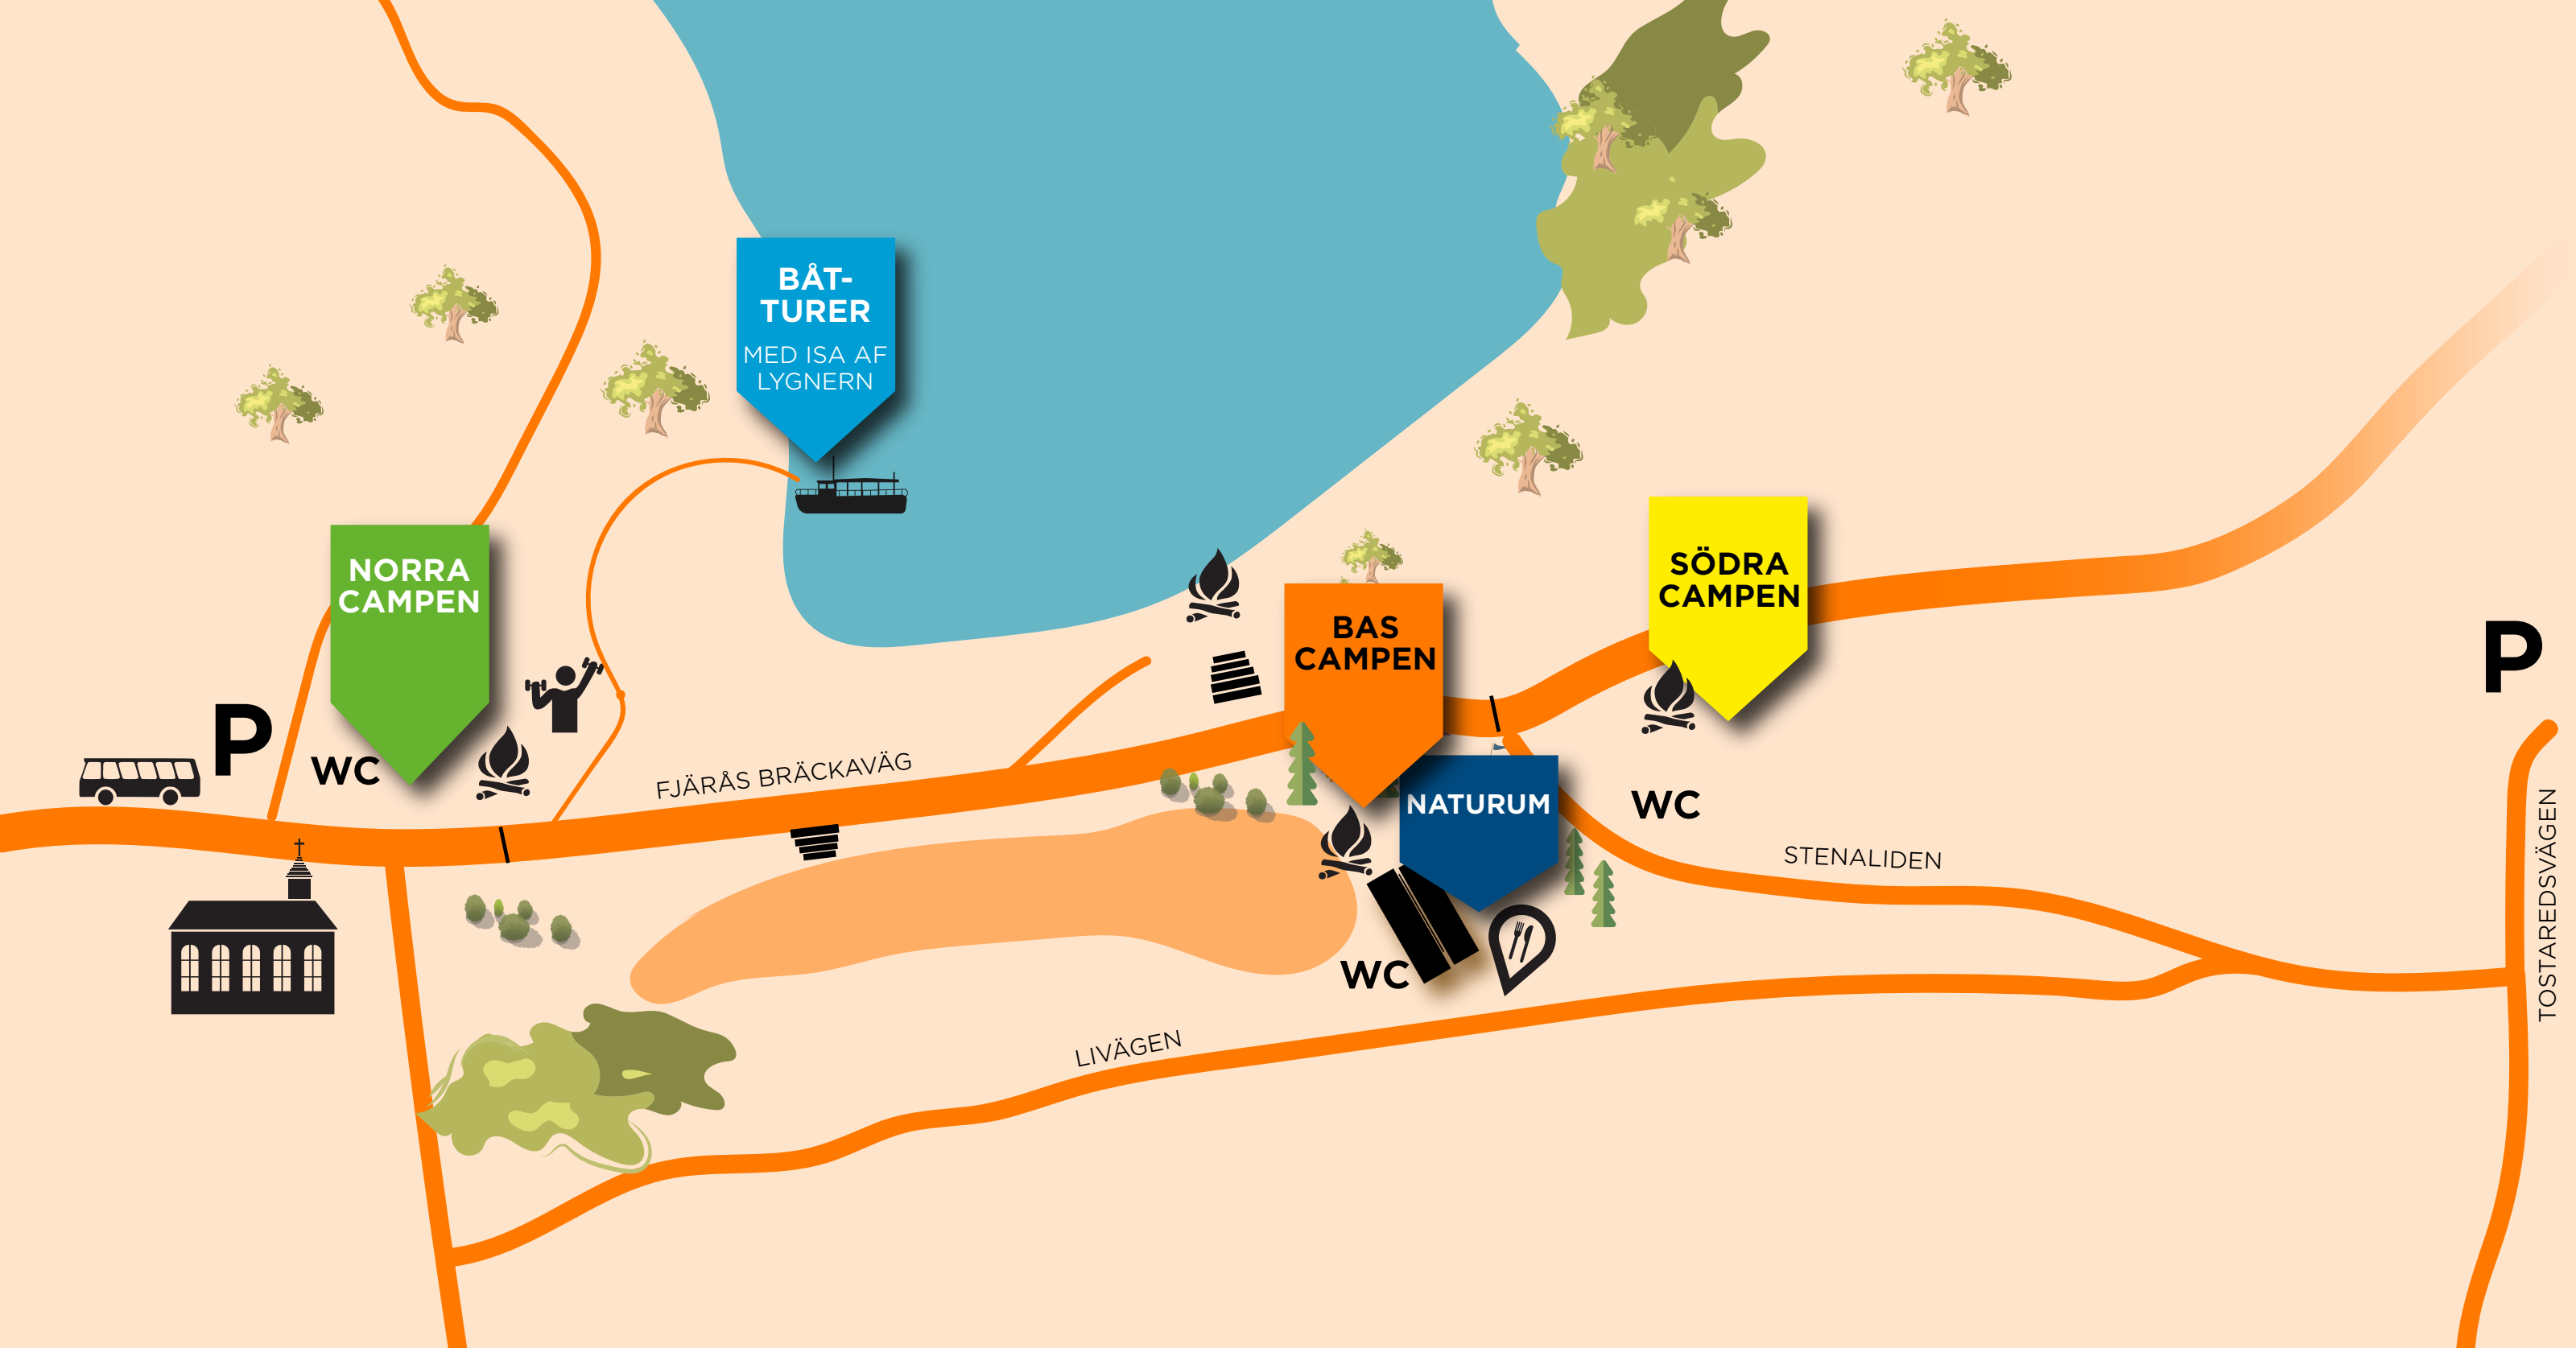 BÅT-
TURER
MED ISA AF
LYGNERN
NORRA
CAMPEN
SÖDRA
CAMPEN
BAS
CAMPEN
P
P
WC
FJÄRÅS BRÄCKAVÄG
NATURUM
WC
STENALIDEN
TOSTAREDSVÄGEN
WC
LIVÄGEN